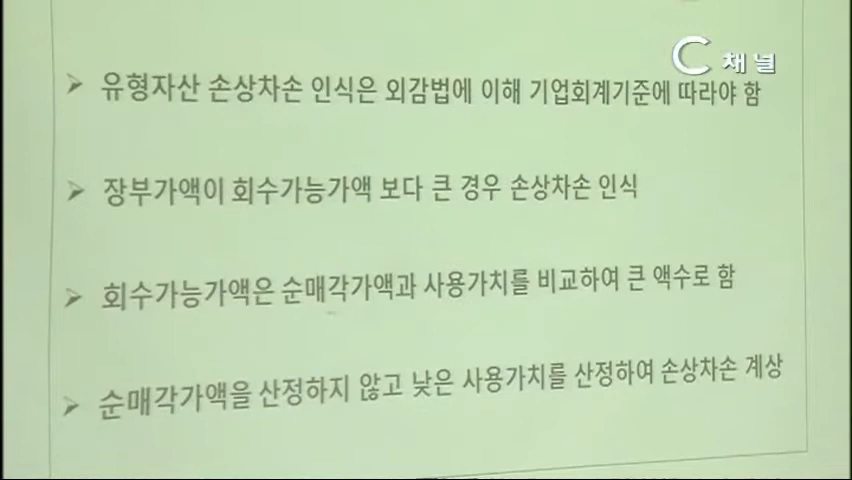 C 채널
유형자산 손상차손 인식은 외감법에 이해 기업회계기준에 따라야 함
장부가액이 회수가능가액 보다 큰 경우 손상차손 인식
회수가능가액은 순매각가액과 사용가치를 비교하여 큰 액수로 함
순매각가액을 산정하지 않고 낮은 사용가치를 산정하여 손상차손 계상